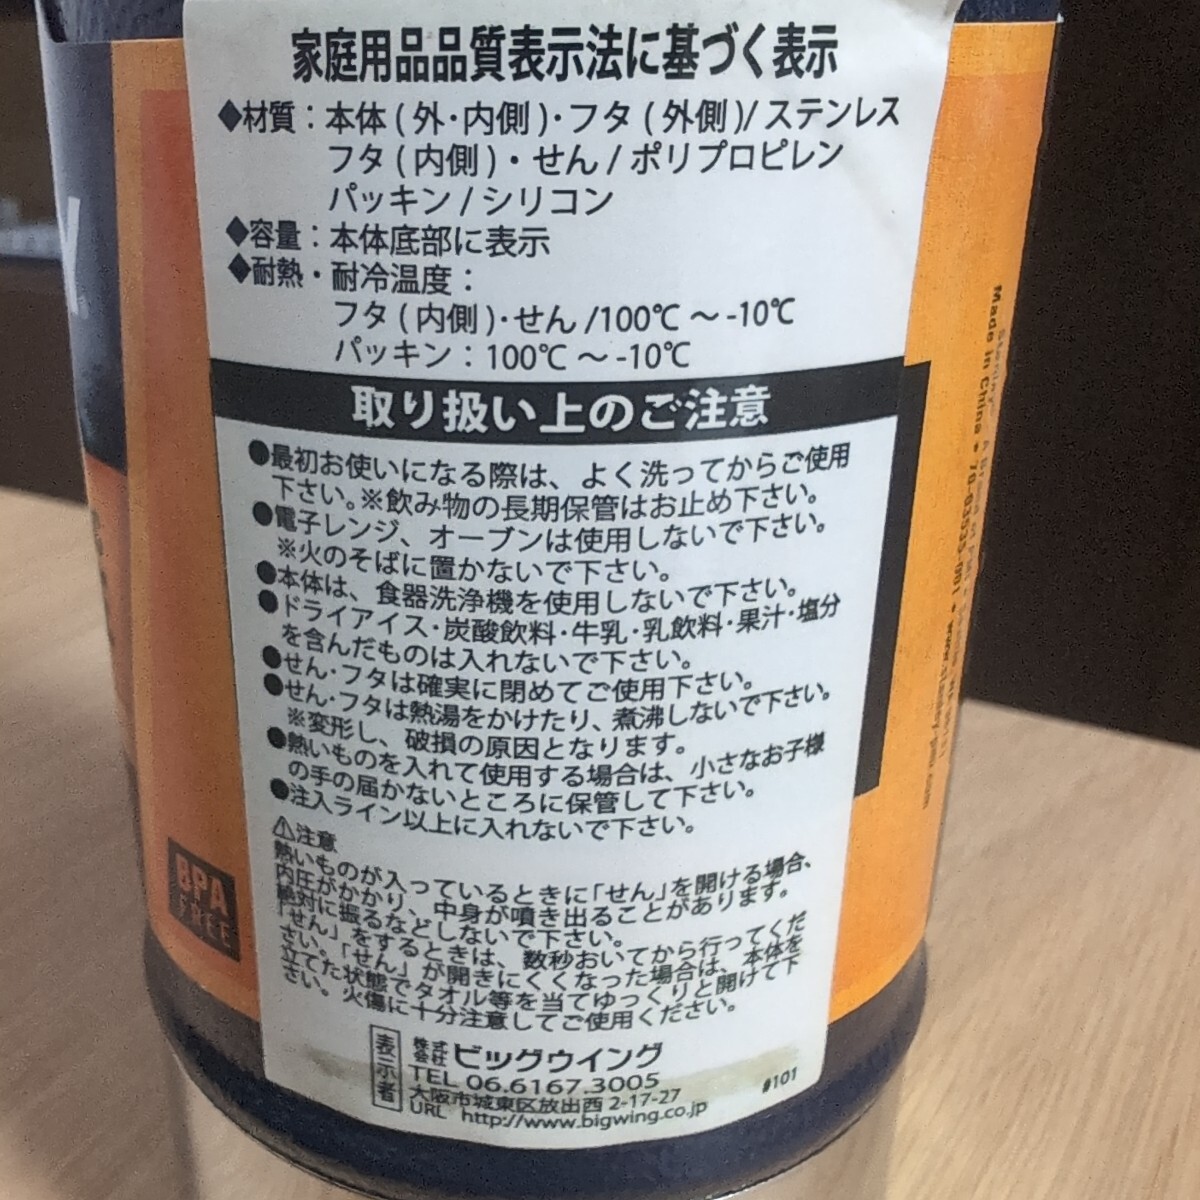 家庭用品品質表示法に基づく表示
◆材質：本体(外・内側)・フタ(外側)/ステンレス
フタ(内側)・せん/ポリプロピレン
パッキン/シリコン
◆容量：本体底部に表示
◆耐熱・耐冷温度：
フタ(内側)・せん/100℃～-10℃
パッキン：100℃～-10℃
取り扱い上のご注意
●最初お使いになる際は、よく洗ってからご使用
下さい。※飲み物の長期保管はお止め下さい。
●電子レンジ、オーブンは使用しないで下さい。
※火のそばに置かないで下さい。
●本体は、食器洗浄機を使用しないで下さい。
●ドライアイス・炭酸飲料・牛乳・乳飲料・果汁・塩分
を含んだものは入れないで下さい。
●せん・フタは確実に閉めてご使用下さい。
●せん・フタは熱湯をかけたり、煮沸しないで下さい。
※変形し、破損の原因となります。
●熱いものを入れて使用する場合は、小さなお子様
の手の届かないところに保管して下さい。
●注入ライン以上に入れないで下さい。
⚠注意
熱いものが入っているときに「せん」を開ける場合、
内圧がかかり、中身が噴き出ることがあります。
絶対に振るなどしないで下さい。
「せん」をするときは、数秒おいてから行ってくだ
さい。「せん」が開きにくくなった場合は、本体を
立てた状態でタオル等を当てゆっくりと開けて下
さい。火傷に十分注意してご使用ください。
表示者
株式会社ビッグウイング
TEL 06.6167.3005
大阪市城東区放出西 2-17-27
URL http://www.bigwing.co.jp
#101
BPA
FREE
Made in China